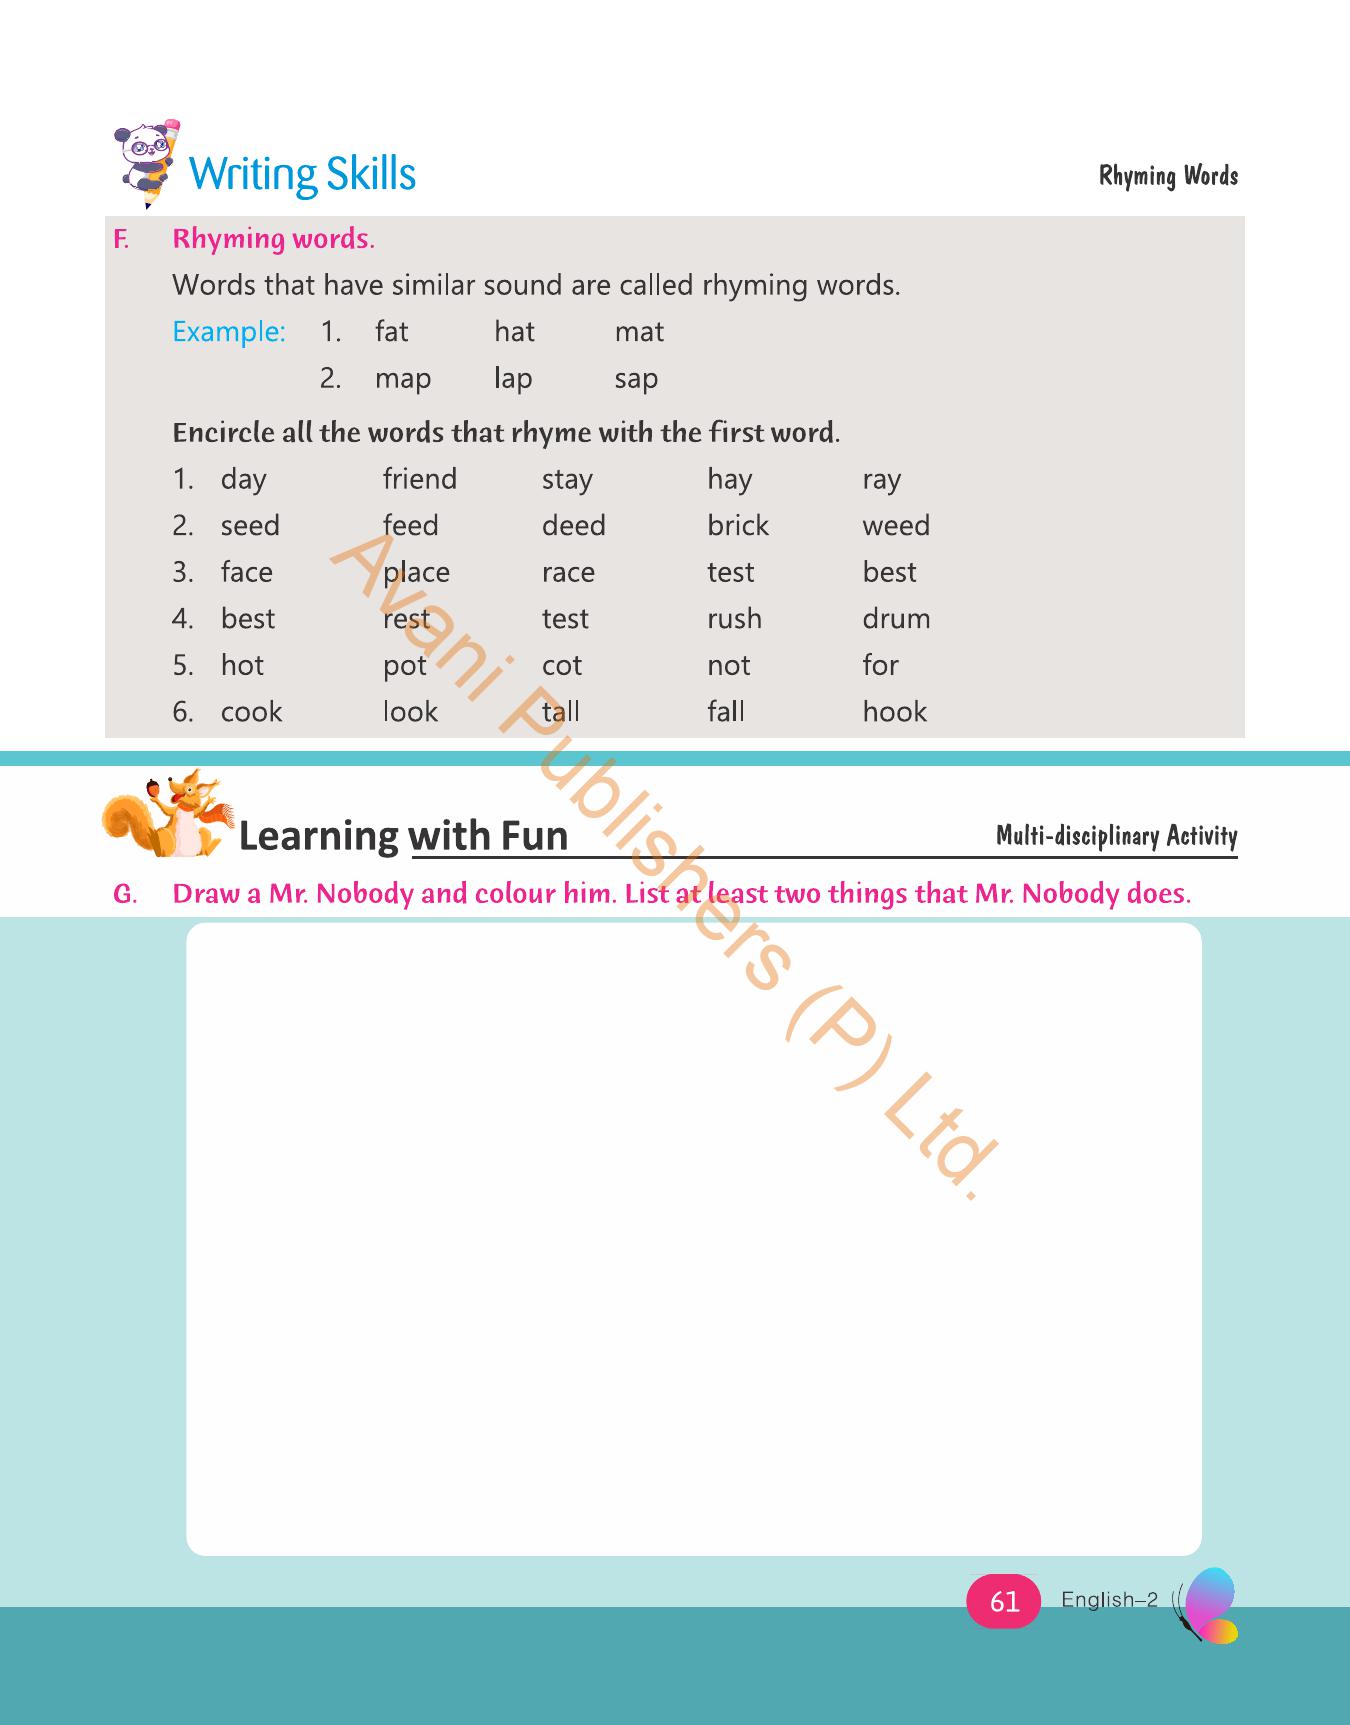 Writing Skills
Rhyming Words
F. Rhyming words.
Words that have similar sound are called rhyming words.
Example: 1. fat hat mat
2. map lap sap
Encircle all the words that rhyme with the first word.
1. day friend stay hay ray
2. seed feed deed brick weed
3. face place race test best
4. best rest test rush drum
5. hot pot cot not for
6. cook look tall fall hook
Avani Publishers (P) Ltd.
Learning with Fun
Multi-disciplinary Activity
G. Draw a Mr. Nobody and colour him. List at least two things that Mr. Nobody does.
61 English–2